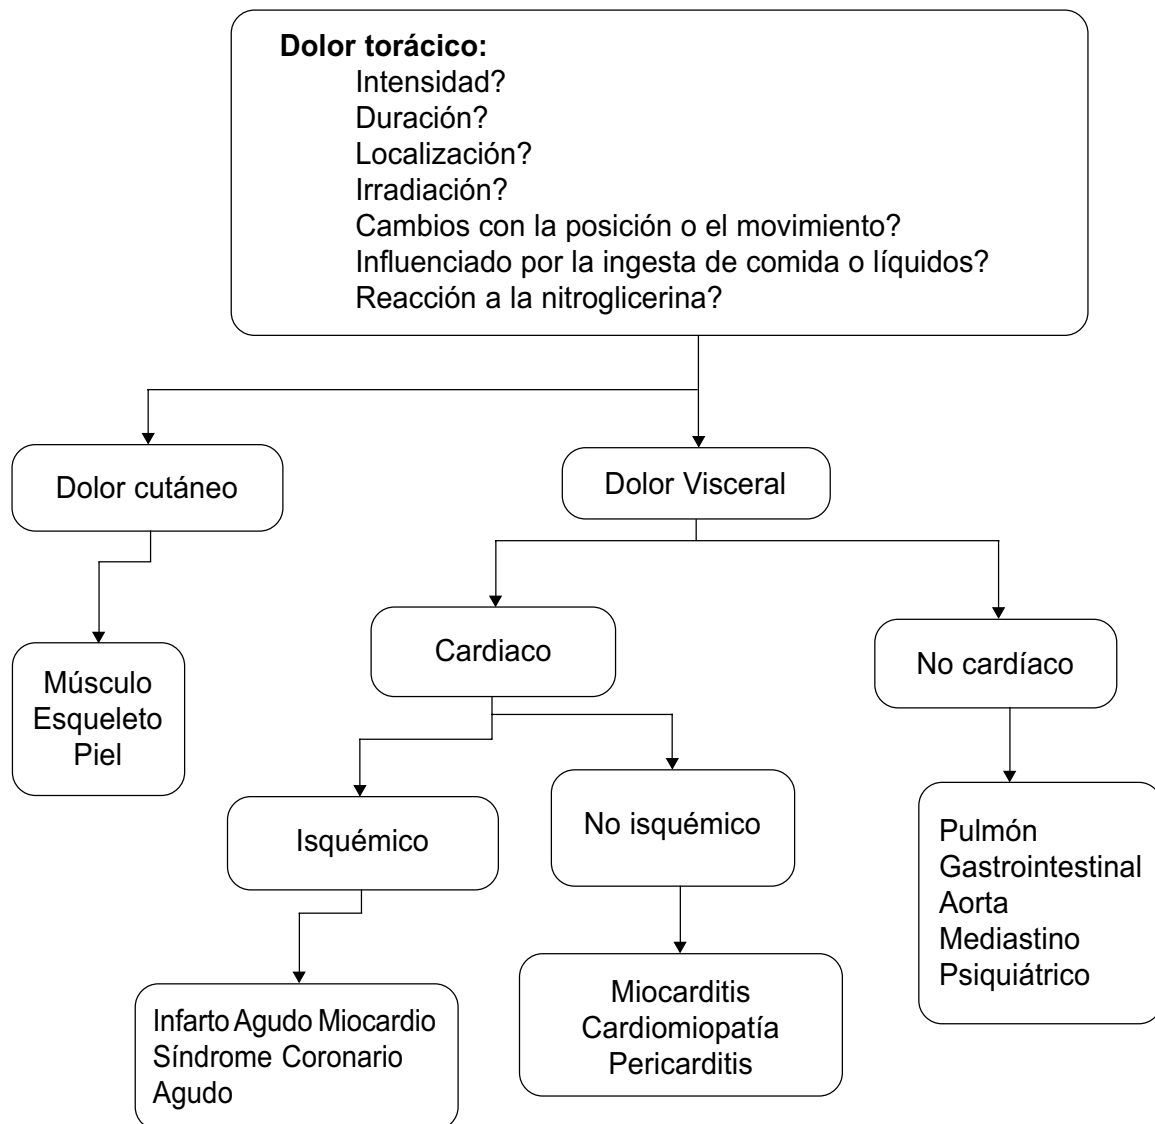 Dolor torácico:
Intensidad?
Duración?
Localización?
Irradiación?
Cambios con la posición o el movimiento?
Influenciado por la ingesta de comida o líquidos?
Reacción a la nitroglicerina?
Dolor cutáneo
Dolor Visceral
Músculo
Esqueleto
Piel
Cardiaco
No cardíaco
Isquémico
No isquémico
Pulmón
Gastrointestinal
Aorta
Mediastino
Psiquiátrico
Infarto Agudo Miocardio
Síndrome Coronario
Agudo
Miocarditis
Cardiomiopatía
Pericarditis